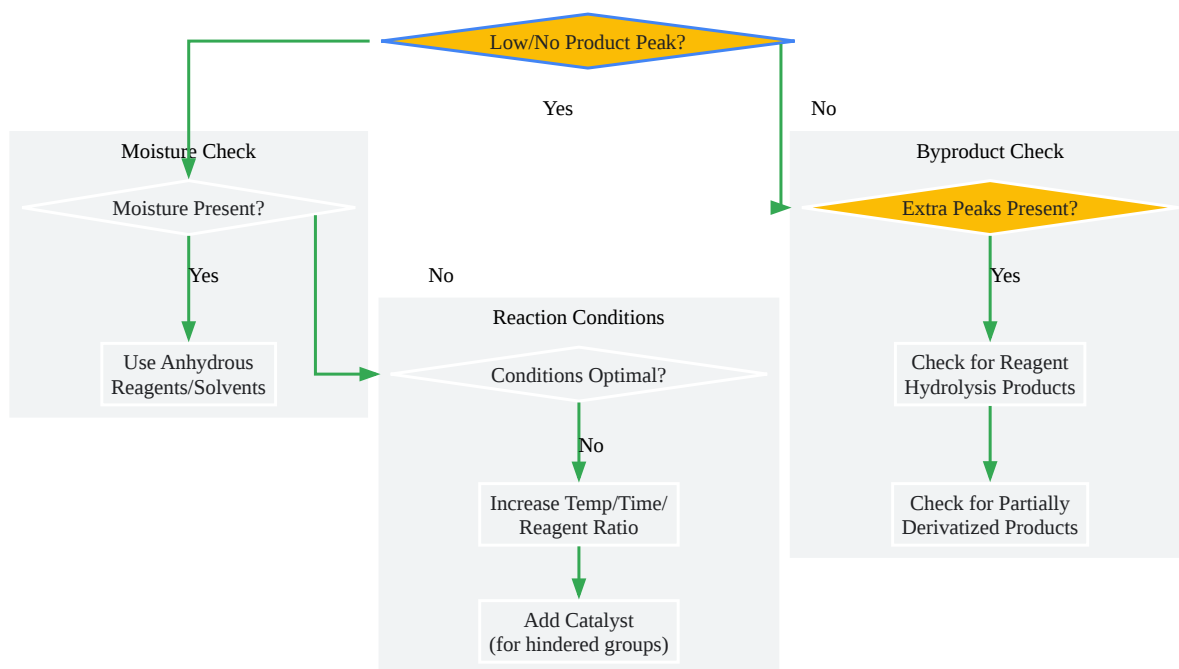 Low/No Product Peak?
Yes
No
Moisture Check
Moisture Present?
Yes
Use Anhydrous
Reagents/Solvents
No
Reaction Conditions
Conditions Optimal?
No
Increase Temp/Time/
Reagent Ratio
Add Catalyst
(for hindered groups)
Byproduct Check
Extra Peaks Present?
Yes
Check for Reagent
Hydrolysis Products
Check for Partially
Derivatized Products